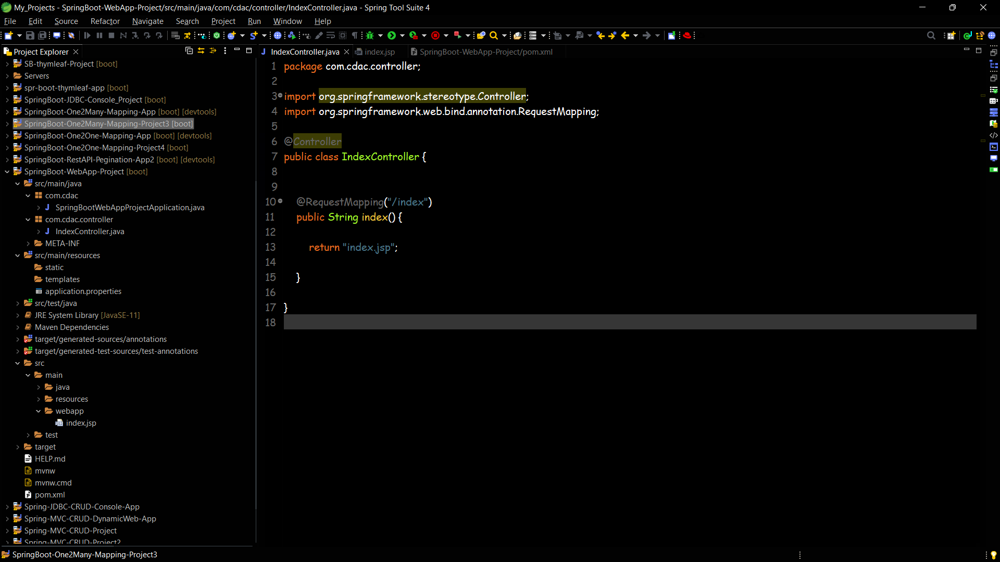 My_Projects - SpringBoot-WebApp-Project/src/main/java/com/cdac/controller/IndexController.java - Spring Tool Suite 4
File Edit Source Refactor Navigate Search Project Run Window Help
Project Explorer
SB-thymleaf-Project [boot]
Servers
spr-boot-thymleaf-app [boot]
SpringBoot-JDBC-Console_Project [boot]
SpringBoot-One2Many-Mapping-App [boot] [devtools]
SpringBoot-One2Many-Mapping-Project3 [boot]
SpringBoot-One2One-Mapping-App [boot] [devtools]
SpringBoot-One2One-Mapping-Project4 [boot]
SpringBoot-RestAPI-Pegination-App2 [boot] [devtools]
SpringBoot-WebApp-Project [boot]
src/main/java
com.cdac
SpringBootWebAppProjectApplication.java
com.cdac.controller
IndexController.java
META-INF
src/main/resources
static
templates
application.properties
src/test/java
JRE System Library [JavaSE-11]
Maven Dependencies
target/generated-sources/annotations
target/generated-test-sources/test-annotations
src
main
java
resources
webapp
index.jsp
test
target
HELP.md
mvnw
mvnw.cmd
pom.xml
Spring-JDBC-CRUD-Console-App
Spring-MVC-CRUD-DynamicWeb-App
Spring-MVC-CRUD-Project
Spring-MVC-CRUD-Project2
IndexController.java index.jsp SpringBoot-WebApp-Project/pom.xml
1 package com.cdac.controller;
2
3 import org.springframework.stereotype.Controller;
4 import org.springframework.web.bind.annotation.RequestMapping;
5
6 @Controller
7 public class IndexController {
8
9
10 @RequestMapping("/index")
11 public String index() {
12
13 return "index.jsp";
14
15 }
16
17 }
18
SpringBoot-One2Many-Mapping-Project3